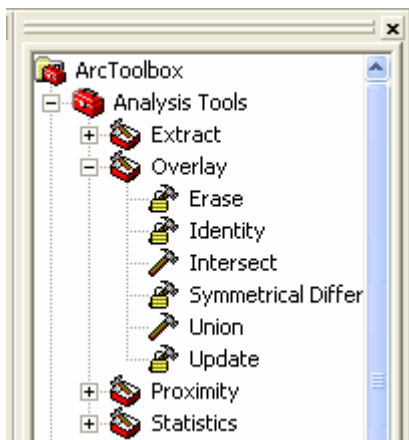 ArcToolbox
Analysis Tools
Extract
Overlay
Erase
Identity
Intersect
Symmetrical Differ
Union
Update
Proximity
Statistics